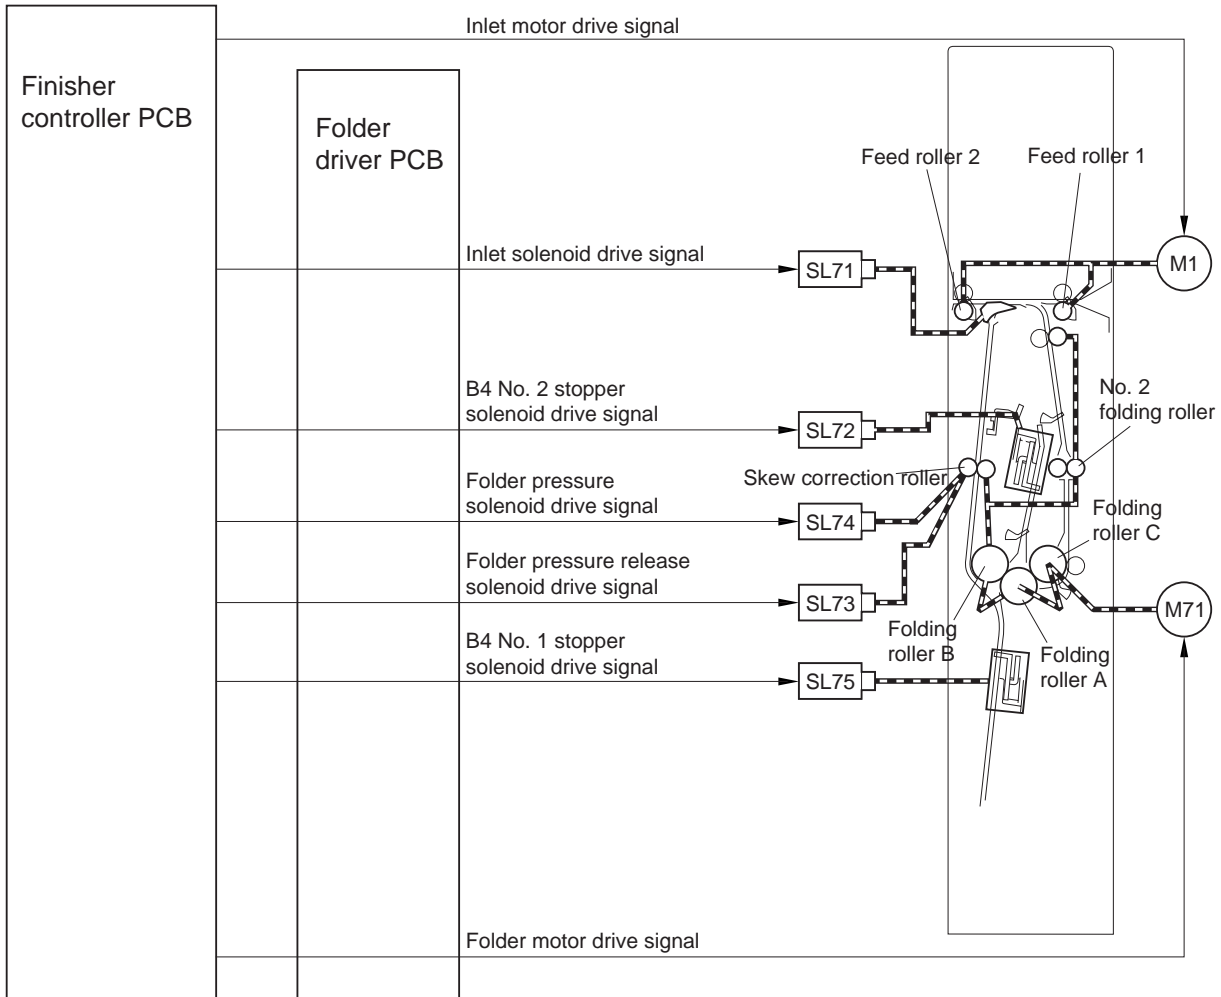 Inlet motor drive signal
Finisher
controller PCB
Folder
driver PCB
Feed roller 2
Feed roller 1
Inlet solenoid drive signal
SL71
M1
B4 No. 2 stopper
solenoid drive signal
SL72
No. 2
folding roller
Skew correction roller
Folder pressure
solenoid drive signal
SL74
Folding
roller C
Folder pressure release
solenoid drive signal
SL73
M71
Folding
roller B
Folding
roller A
B4 No. 1 stopper
solenoid drive signal
SL75
Folder motor drive signal